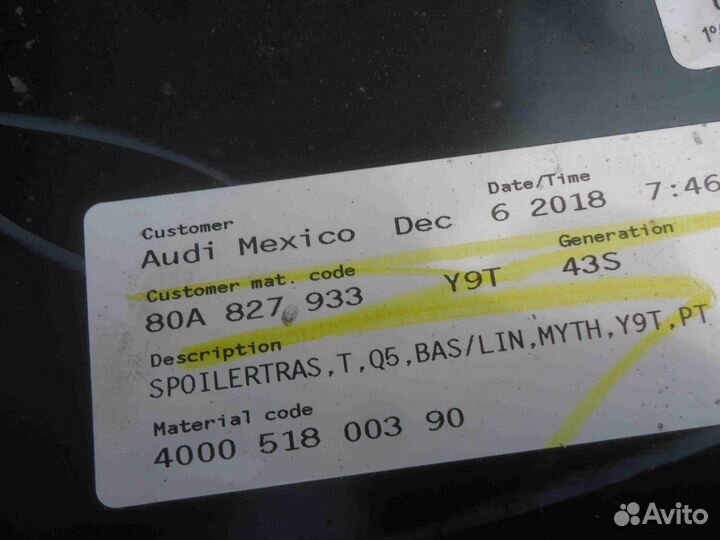 1º
Customer Date/Time
Audi Mexico Dec 6 2018 7:46
Customer mat. code Generation
80A 827 933 Y9T 43S
Description
SPOILERTRAS,T,Q5,BAS/LIN,MYTH,Y9T,PT
Material code
4000 518 003 90
Avito